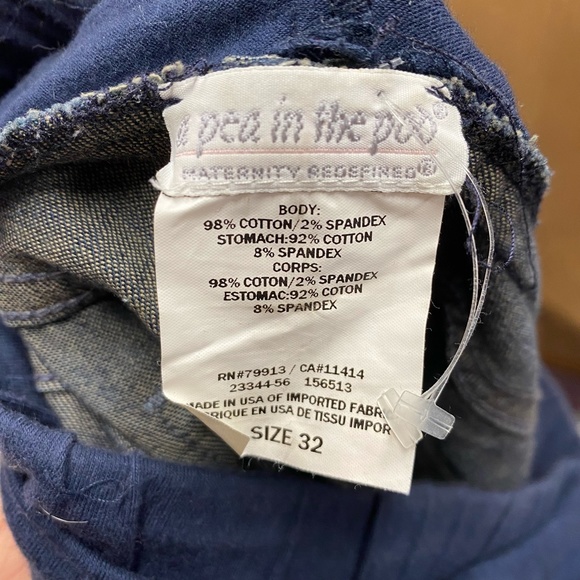 a pea in the pod®
MATERNITY REDEFINED®
BODY:
98% COTTON/2% SPANDEX
STOMACH:92% COTTON
8% SPANDEX
CORPS:
98% COTON/2% SPANDEX
ESTOMAC:92% COTON
8% SPANDEX
RN#79913 / CA#11414
23344-56 156513
MADE IN USA OF IMPORTED FABR
BRIQUE EN USA DE TISSU IMPOR
SIZE 32